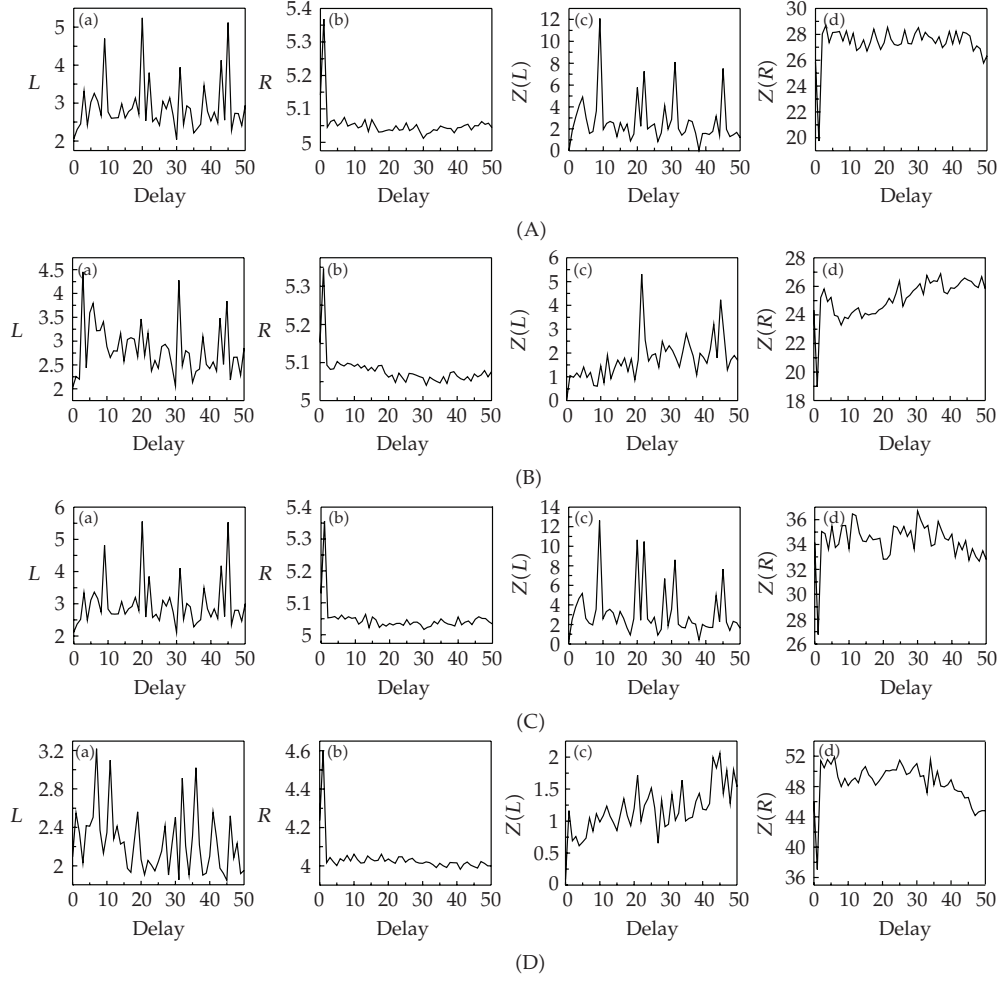 (a) (b) (c) (d)
L R Z(L) Z(R)
5 4 3 2
5.4 5.3 5.2 5.1 5
12 10 8 6 4 2 0
30 28 26 24 22 20
0 10 20 30 40 50 0 10 20 30 40 50 0 10 20 30 40 50 0 10 20 30 40 50
Delay Delay Delay Delay
(A)
(a) (b) (c) (d)
L R Z(L) Z(R)
4.5 4 3.5 3 2.5 2
5.3 5.2 5.1 5
6 5 4 3 2 1 0
28 26 24 22 20 18
0 10 20 30 40 50 0 10 20 30 40 50 0 10 20 30 40 50 0 10 20 30 40 50
Delay Delay Delay Delay
(B)
(a) (b) (c) (d)
L R Z(L) Z(R)
6 5 4 3 2
5.4 5.3 5.2 5.1 5
14 12 10 8 6 4 2 0
36 34 32 30 28 26
0 10 20 30 40 50 0 10 20 30 40 50 0 10 20 30 40 50 0 10 20 30 40 50
Delay Delay Delay Delay
(C)
(a) (b) (c) (d)
L R Z(L) Z(R)
3.2 2.8 2.4 2
4.6 4.4 4.2 4
2 1.5 1 0.5 0
52 48 44 40 36
0 10 20 30 40 50 0 10 20 30 40 50 0 10 20 30 40 50 0 10 20 30 40 50
Delay Delay Delay Delay
(D)